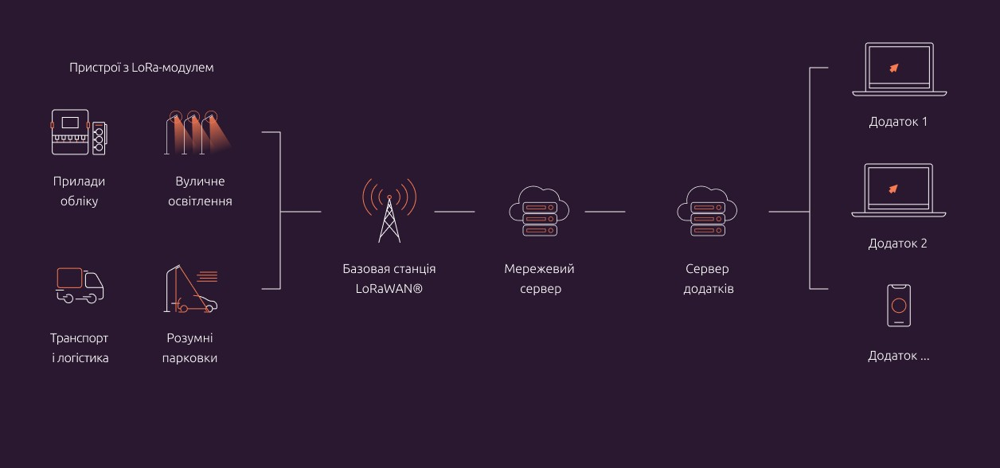 Пристрої з LoRa-модулем
Прилади
обліку
Вуличне
освітлення
Транспорт
і логістика
Розумні
парковки
Базовая станція
LoRaWAN®
Мережевий
сервер
Сервер
додатків
Додаток 1
Додаток 2
Додаток ...